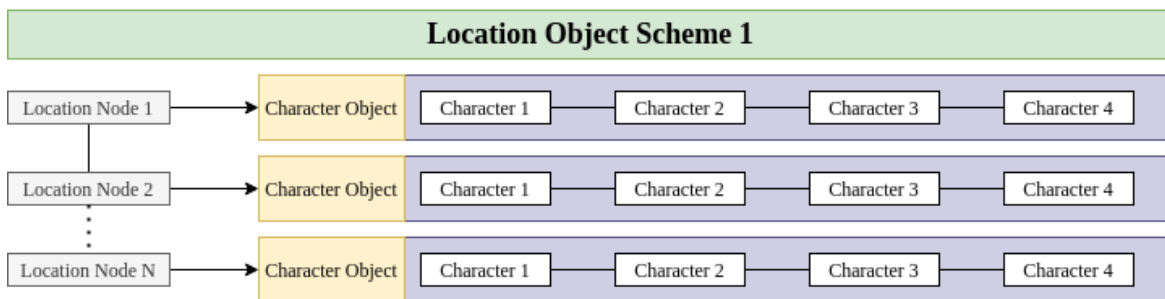 Location Object Scheme 1
Location Node 1 Character Object Character 1 Character 2 Character 3 Character 4
Location Node 2 Character Object Character 1 Character 2 Character 3 Character 4
Location Node N Character Object Character 1 Character 2 Character 3 Character 4